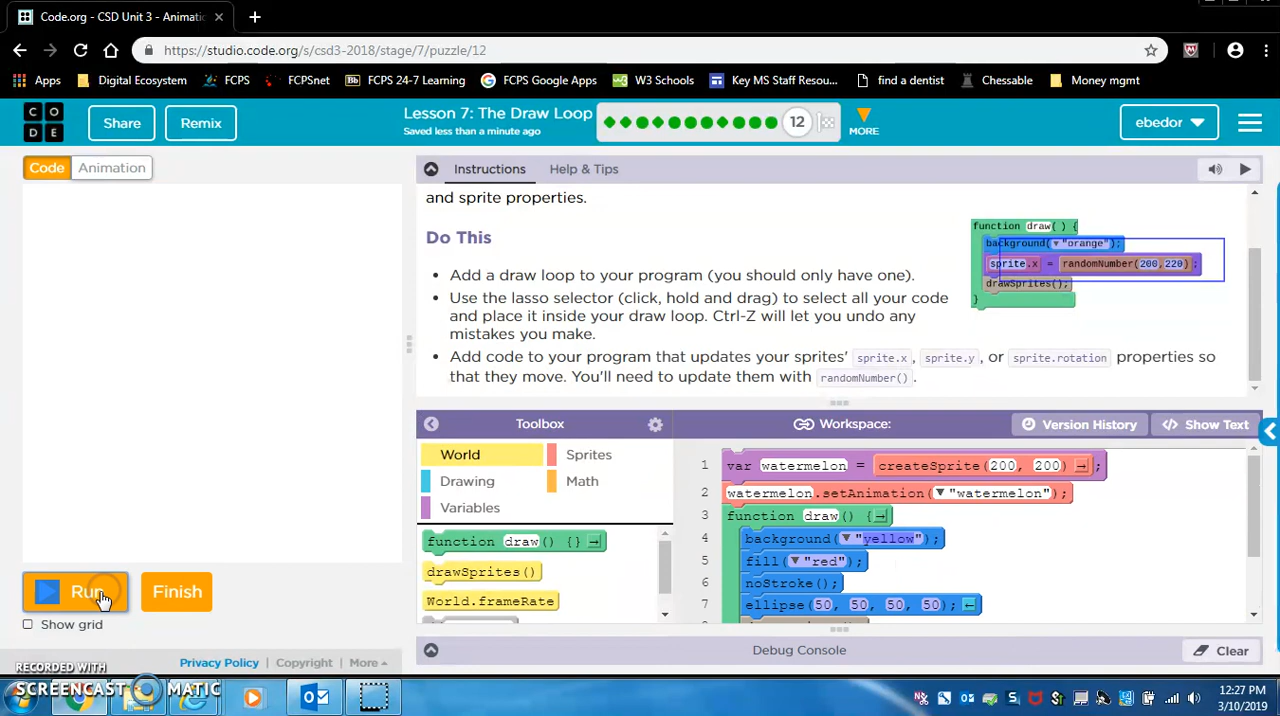 Code.org - CSD Unit 3 - Animatio
https://studio.code.org/s/csd3-2018/stage/7/puzzle/12
Apps Digital Ecosystem FCPS FCPSnet Bb FCPS 24-7 Learning FCPS Google Apps W3 Schools Key MS Staff Resou... find a dentist Chessable Money mgmt
C O D E Share Remix Lesson 7: The Draw Loop 12 MORE ebedor
Saved less than a minute ago
Code Animation Instructions Help & Tips
and sprite properties.
Do This
Add a draw loop to your program (you should only have one).
Use the lasso selector (click, hold and drag) to select all your code
and place it inside your draw loop. Ctrl-Z will let you undo any
mistakes you make.
Add code to your program that updates your sprites' sprite.x, sprite.y, or sprite.rotation properties so
that they move. You'll need to update them with randomNumber().
function draw( ) {
background("orange");
sprite.x = randomNumber(200,220);
drawSprites();
}
Toolbox Workspace: Version History Show Text
World Sprites
Drawing Math
Variables
function draw() {}
drawSprites()
World.frameRate
1 var watermelon = createSprite(200, 200);
2 watermelon.setAnimation("watermelon");
3 function draw() {
4 background("yellow");
5 fill("red");
6 noStroke();
7 ellipse(50, 50, 50, 50);
Run Finish
Show grid
Debug Console Clear
Privacy Policy | Copyright | More
RECORDED WITH
SCREENCAST MATIC
12:27 PM
3/10/2019